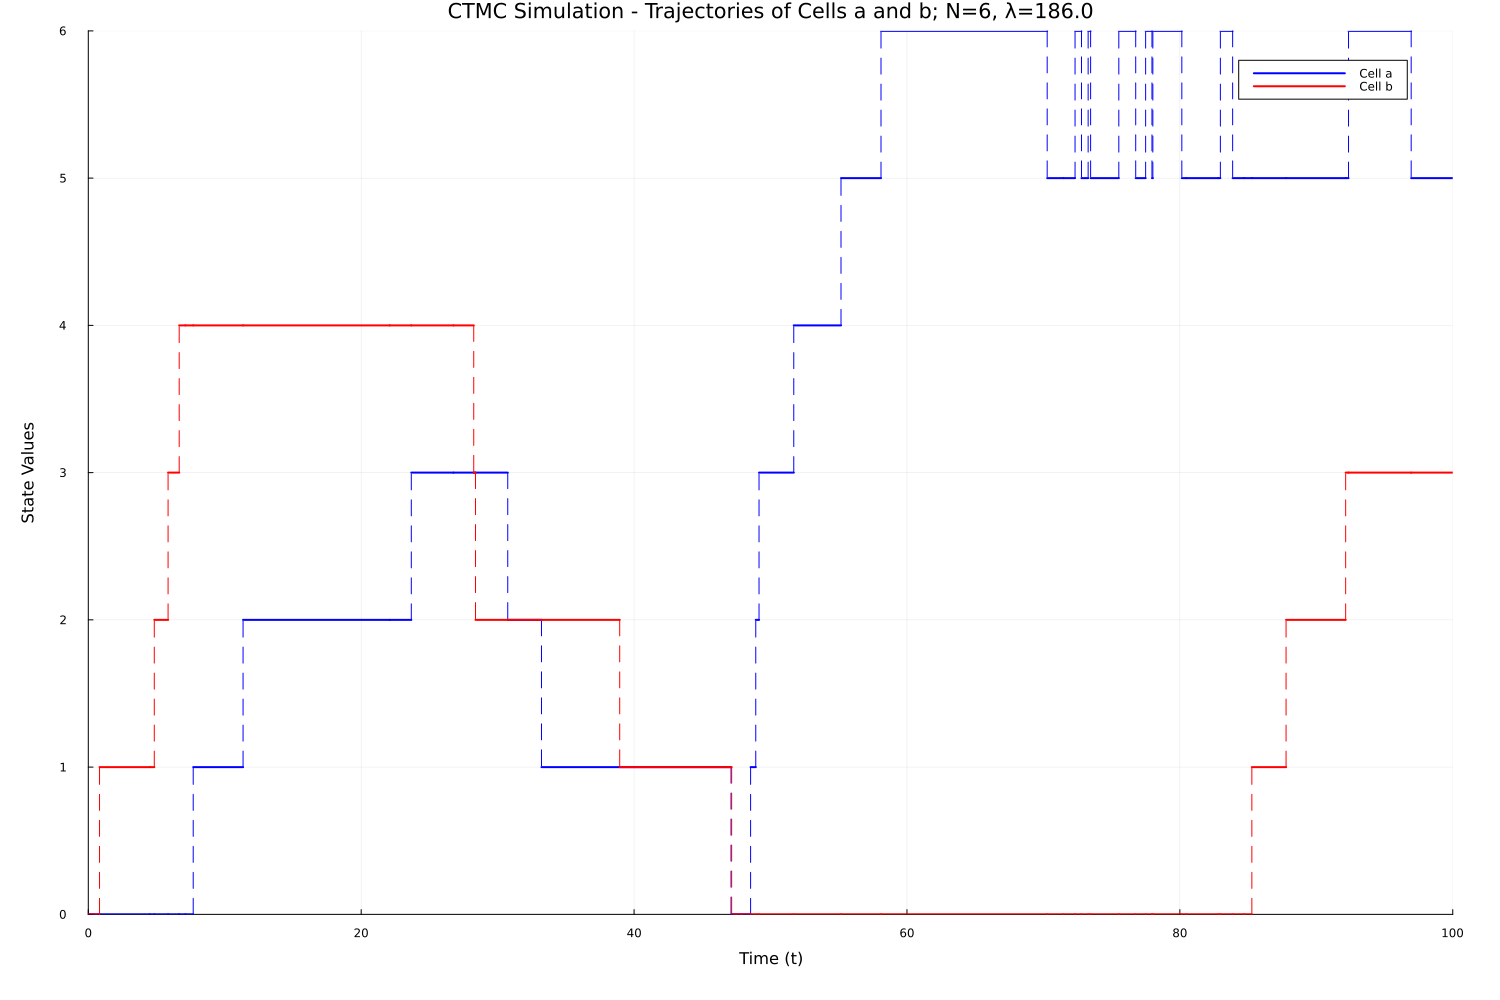 CTMC Simulation - Trajectories of Cells a and b; N=6, λ=186.0
6
Cell a
Cell b
5
4
State Values
3
2
1
0
0 20 40 60 80 100
Time (t)